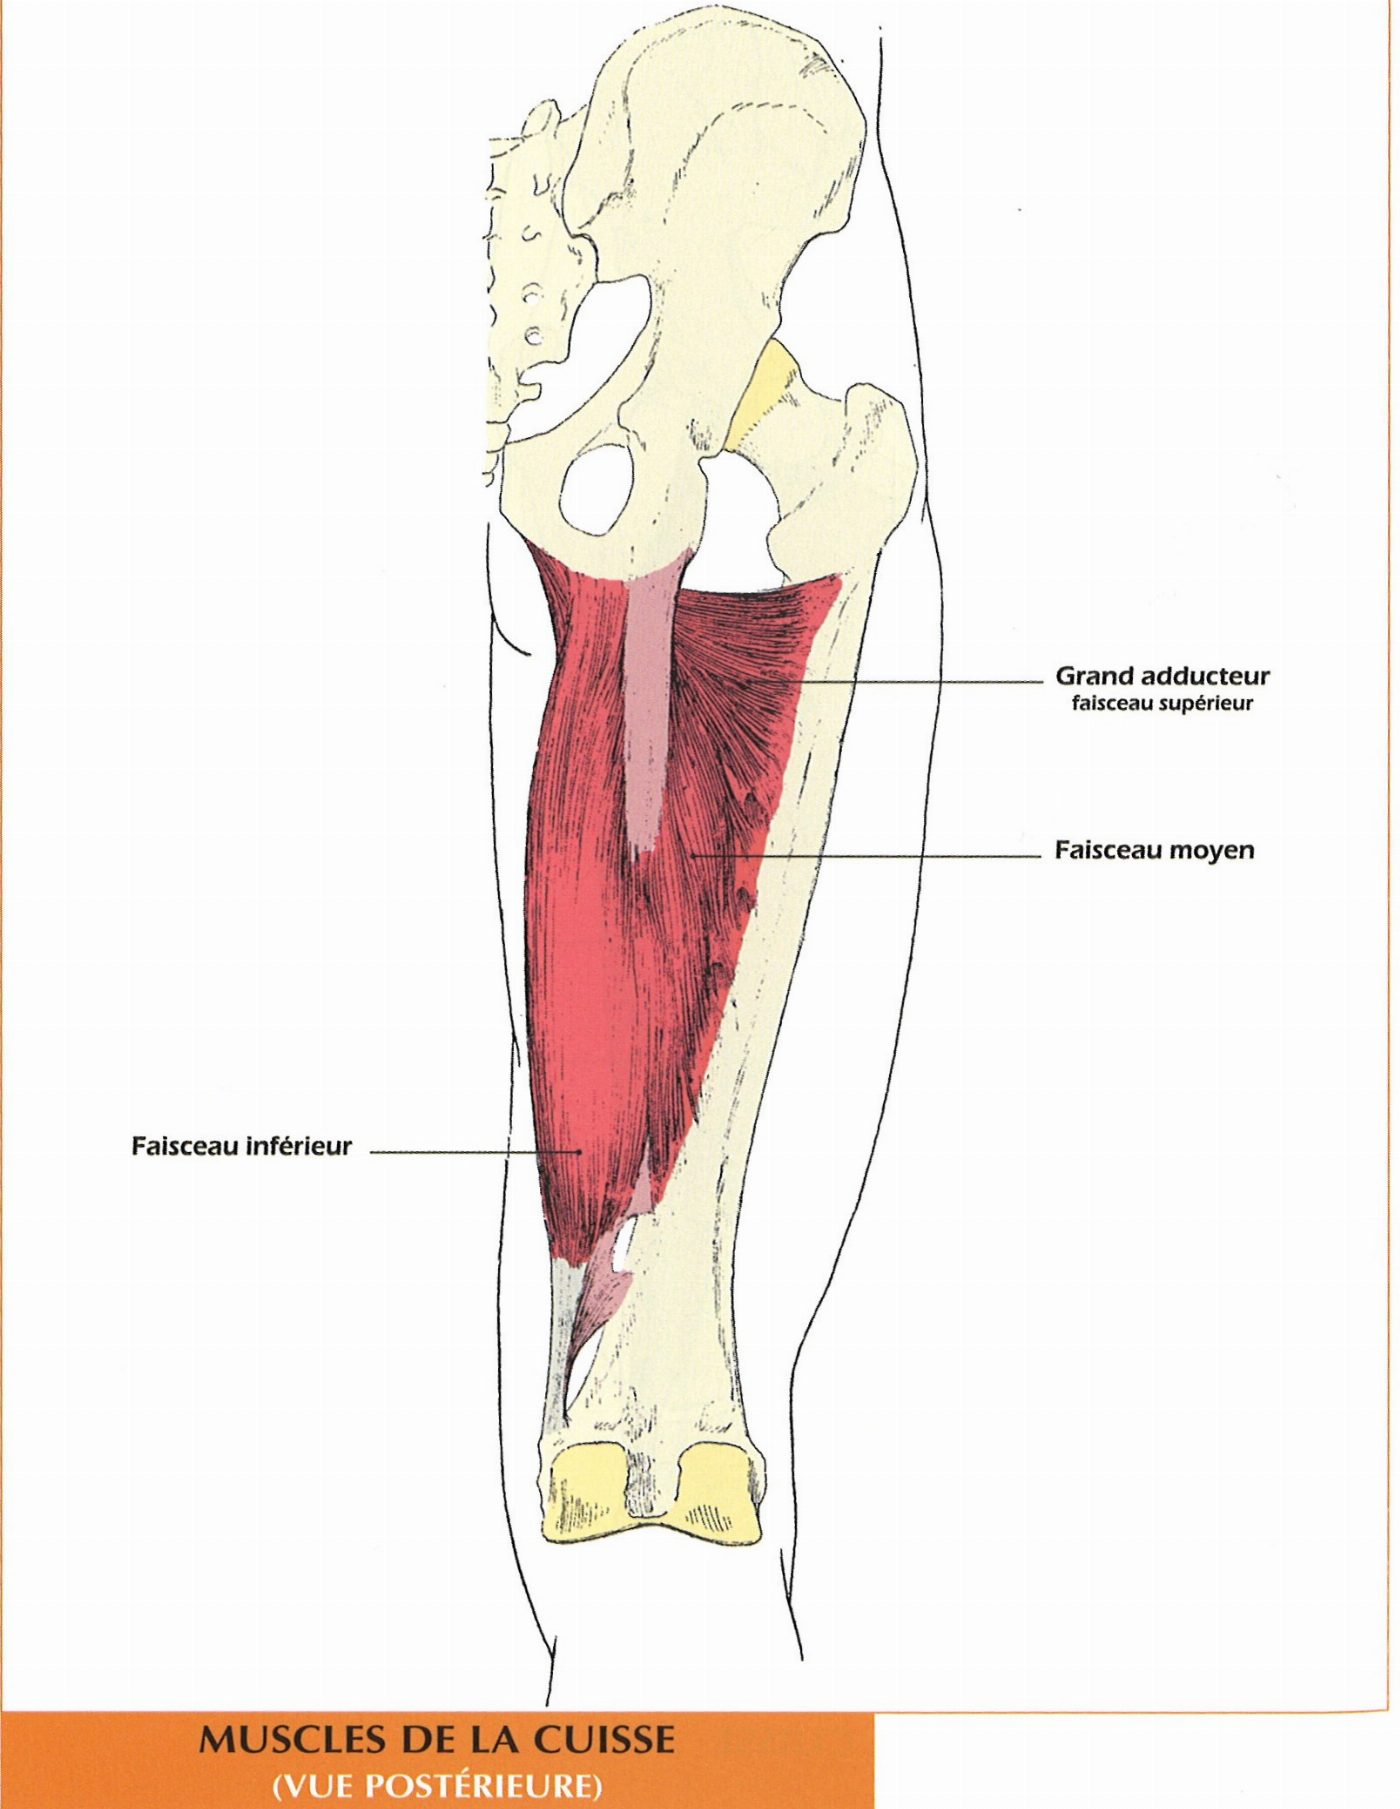 Grand adducteur
faisceau supérieur
Faisceau moyen
Faisceau inférieur
MUSCLES DE LA CUISSE
(VUE POSTÉRIEURE)